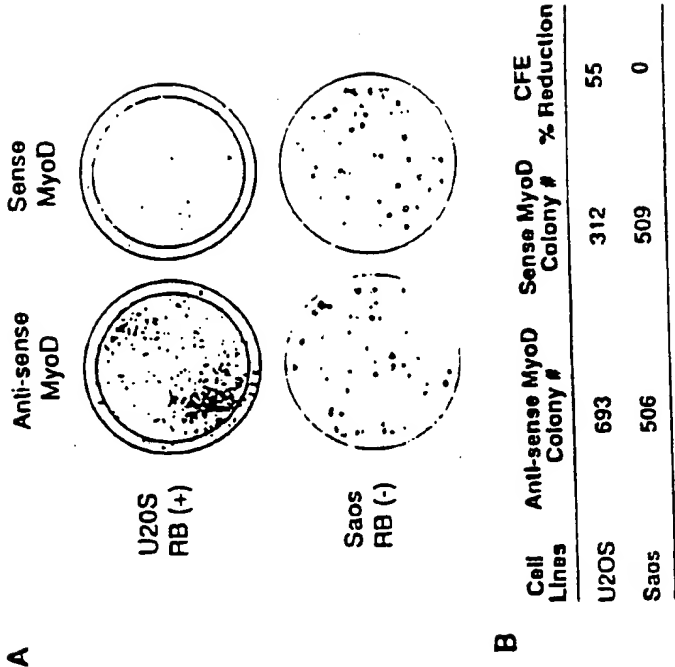 A
Anti-sense
MyoD
Sense
MyoD
U20S
RB (+)
Saos
RB (-)
B
Cell
Lines
Anti-sense MyoD
Colony #
Sense MyoD
Colony #
CFE
% Reduction
U2OS 693 312 55
Saos 506 509 0